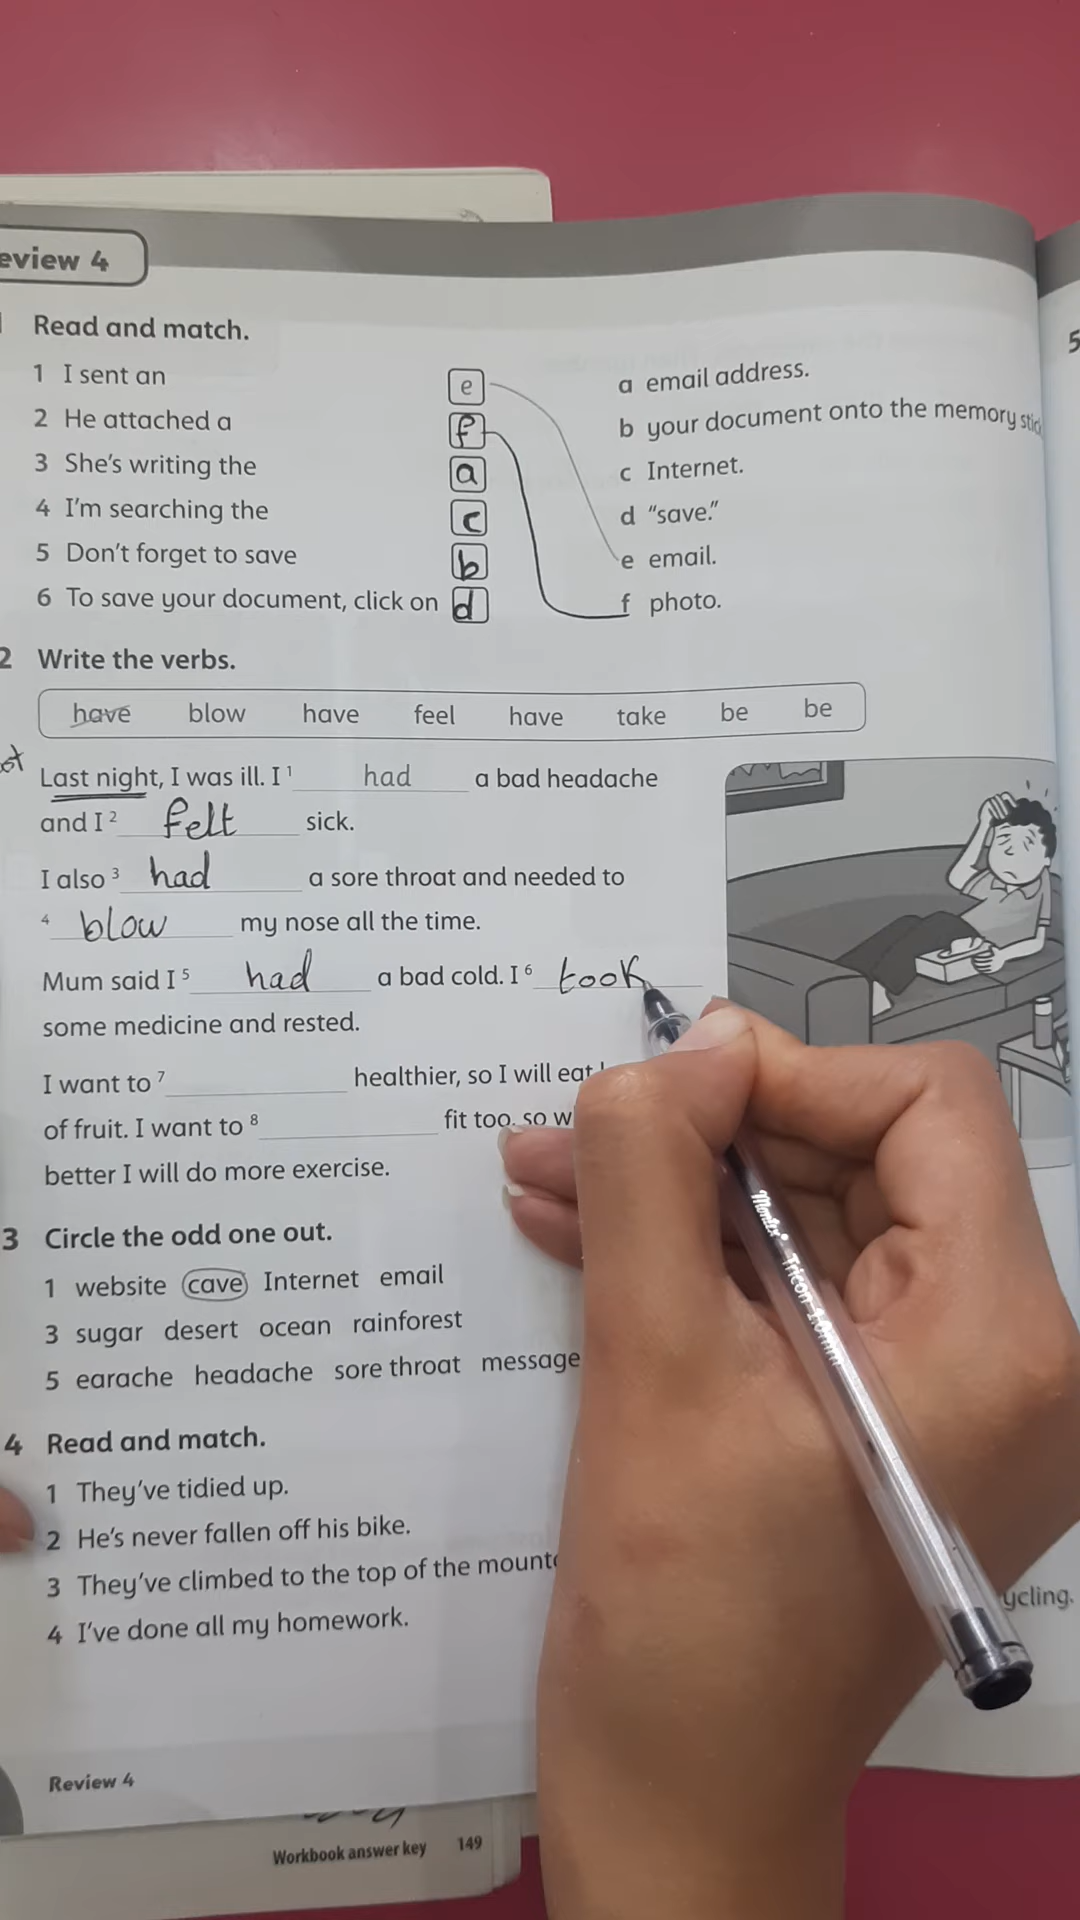 eview 4
Read and match.
1 I sent an e a email address.
2 He attached a f b your document onto the memory
3 She's writing the a c Internet.
4 I'm searching the c d "save."
5 Don't forget to save b e email.
6 To save your document, click on d f photo.
2 Write the verbs.
have blow have feel have take be be
Last night, I was ill. I 1 had a bad headache
and I 2 felt sick.
I also 3 had a sore throat and needed to
4 blow my nose all the time.
Mum said I 5 had a bad cold. I 6 took
some medicine and rested.
I want to 7 healthier, so I will eat
of fruit. I want to 8 fit too, so
better I will do more exercise.
3 Circle the odd one out.
1 website cave Internet email
3 sugar desert ocean rainforest
5 earache headache sore throat message
4 Read and match.
1 They've tidied up.
2 He's never fallen off his bike.
3 They've climbed to the top of the
4 I've done all my homework.
ycling.
Review 4
Workbook answer key 149
5
Montex Tricon 1.0mm